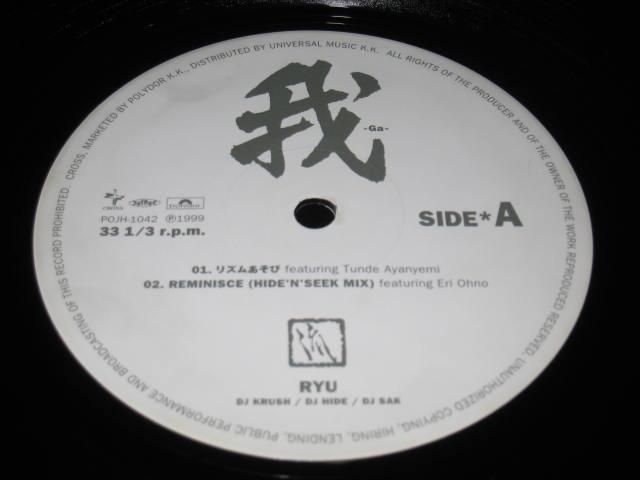 CROSS, MARKETED BY POLYDOR K.K., DISTRIBUTED BY UNIVERSAL MUSIC K.K. ALL RIGHTS OF THE PRODUCER AND OF THE OWNER OF THE WORK REPRODUCED RESERVED. UNAUTHORIZED COPYING, HIRING, LENDING, PUBLIC PERFORMANCE AND BROADCASTING OF THIS RECORD PROHIBITED.
我
-Ga-
CROSS
POJH-1042 ℗1999
33 1/3 r.p.m.
SIDE*A
01. リズムあそび featuring Tunde Ayanyemi
02. REMINISCE (HIDE'N'SEEK MIX) featuring Eri Ohno
RYU
DJ KRUSH / DJ HIDE / DJ SAK